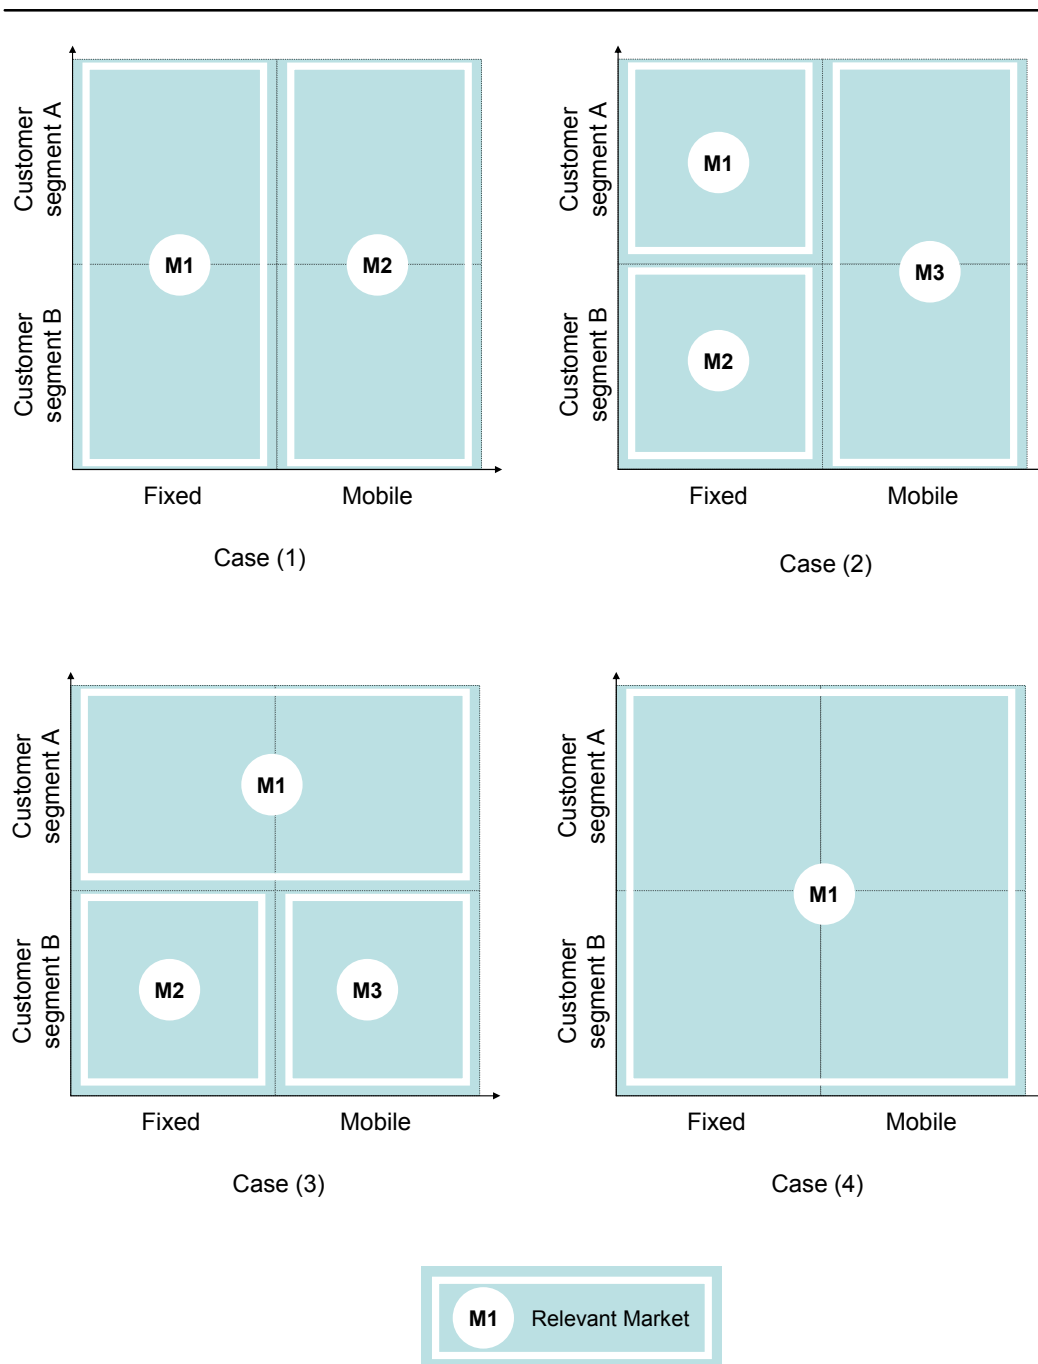 Customer
segment A
Customer
segment B
M1
M2
Fixed
Mobile
Case (1)
Customer
segment A
Customer
segment B
M1
M2
M3
Fixed
Mobile
Case (2)
Customer
segment A
Customer
segment B
M1
M2
M3
Fixed
Mobile
Case (3)
Customer
segment A
Customer
segment B
M1
Fixed
Mobile
Case (4)
M1 Relevant Market